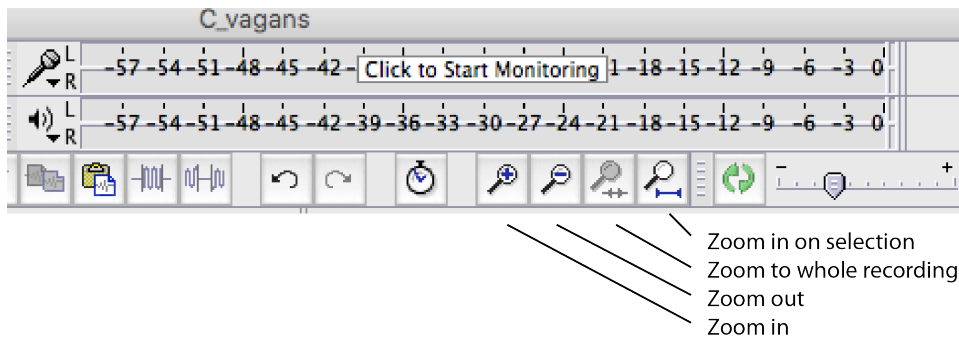 C_vagans
L
-57 -54 -51 -48 -45 -42 - Click to Start Monitoring 1 -18 -15 -12 -9 -6 -3 0
R
L
-57 -54 -51 -48 -45 -42 -39 -36 -33 -30 -27 -24 -21 -18 -15 -12 -9 -6 -3 0
R
- +
Zoom in on selection
Zoom to whole recording
Zoom out
Zoom in